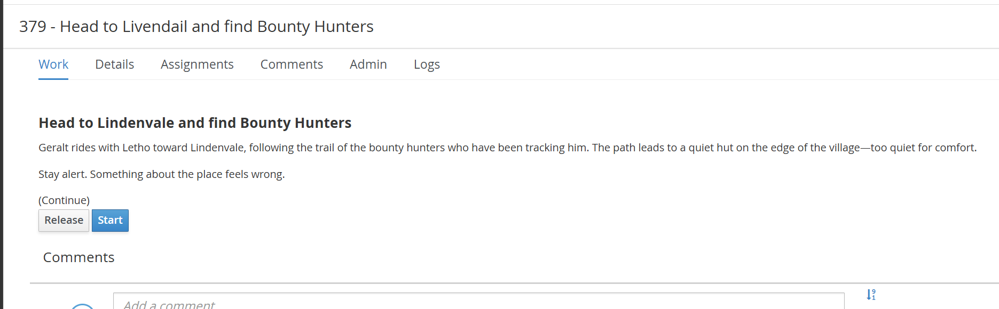 379 - Head to Livendail and find Bounty Hunters
Work Details Assignments Comments Admin Logs
Head to Lindenvale and find Bounty Hunters
Geralt rides with Letho toward Lindenvale, following the trail of the bounty hunters who have been tracking him. The path leads to a quiet hut on the edge of the village—too quiet for comfort.
Stay alert. Something about the place feels wrong.
(Continue)
Release Start
Comments
Add a comment
9
1